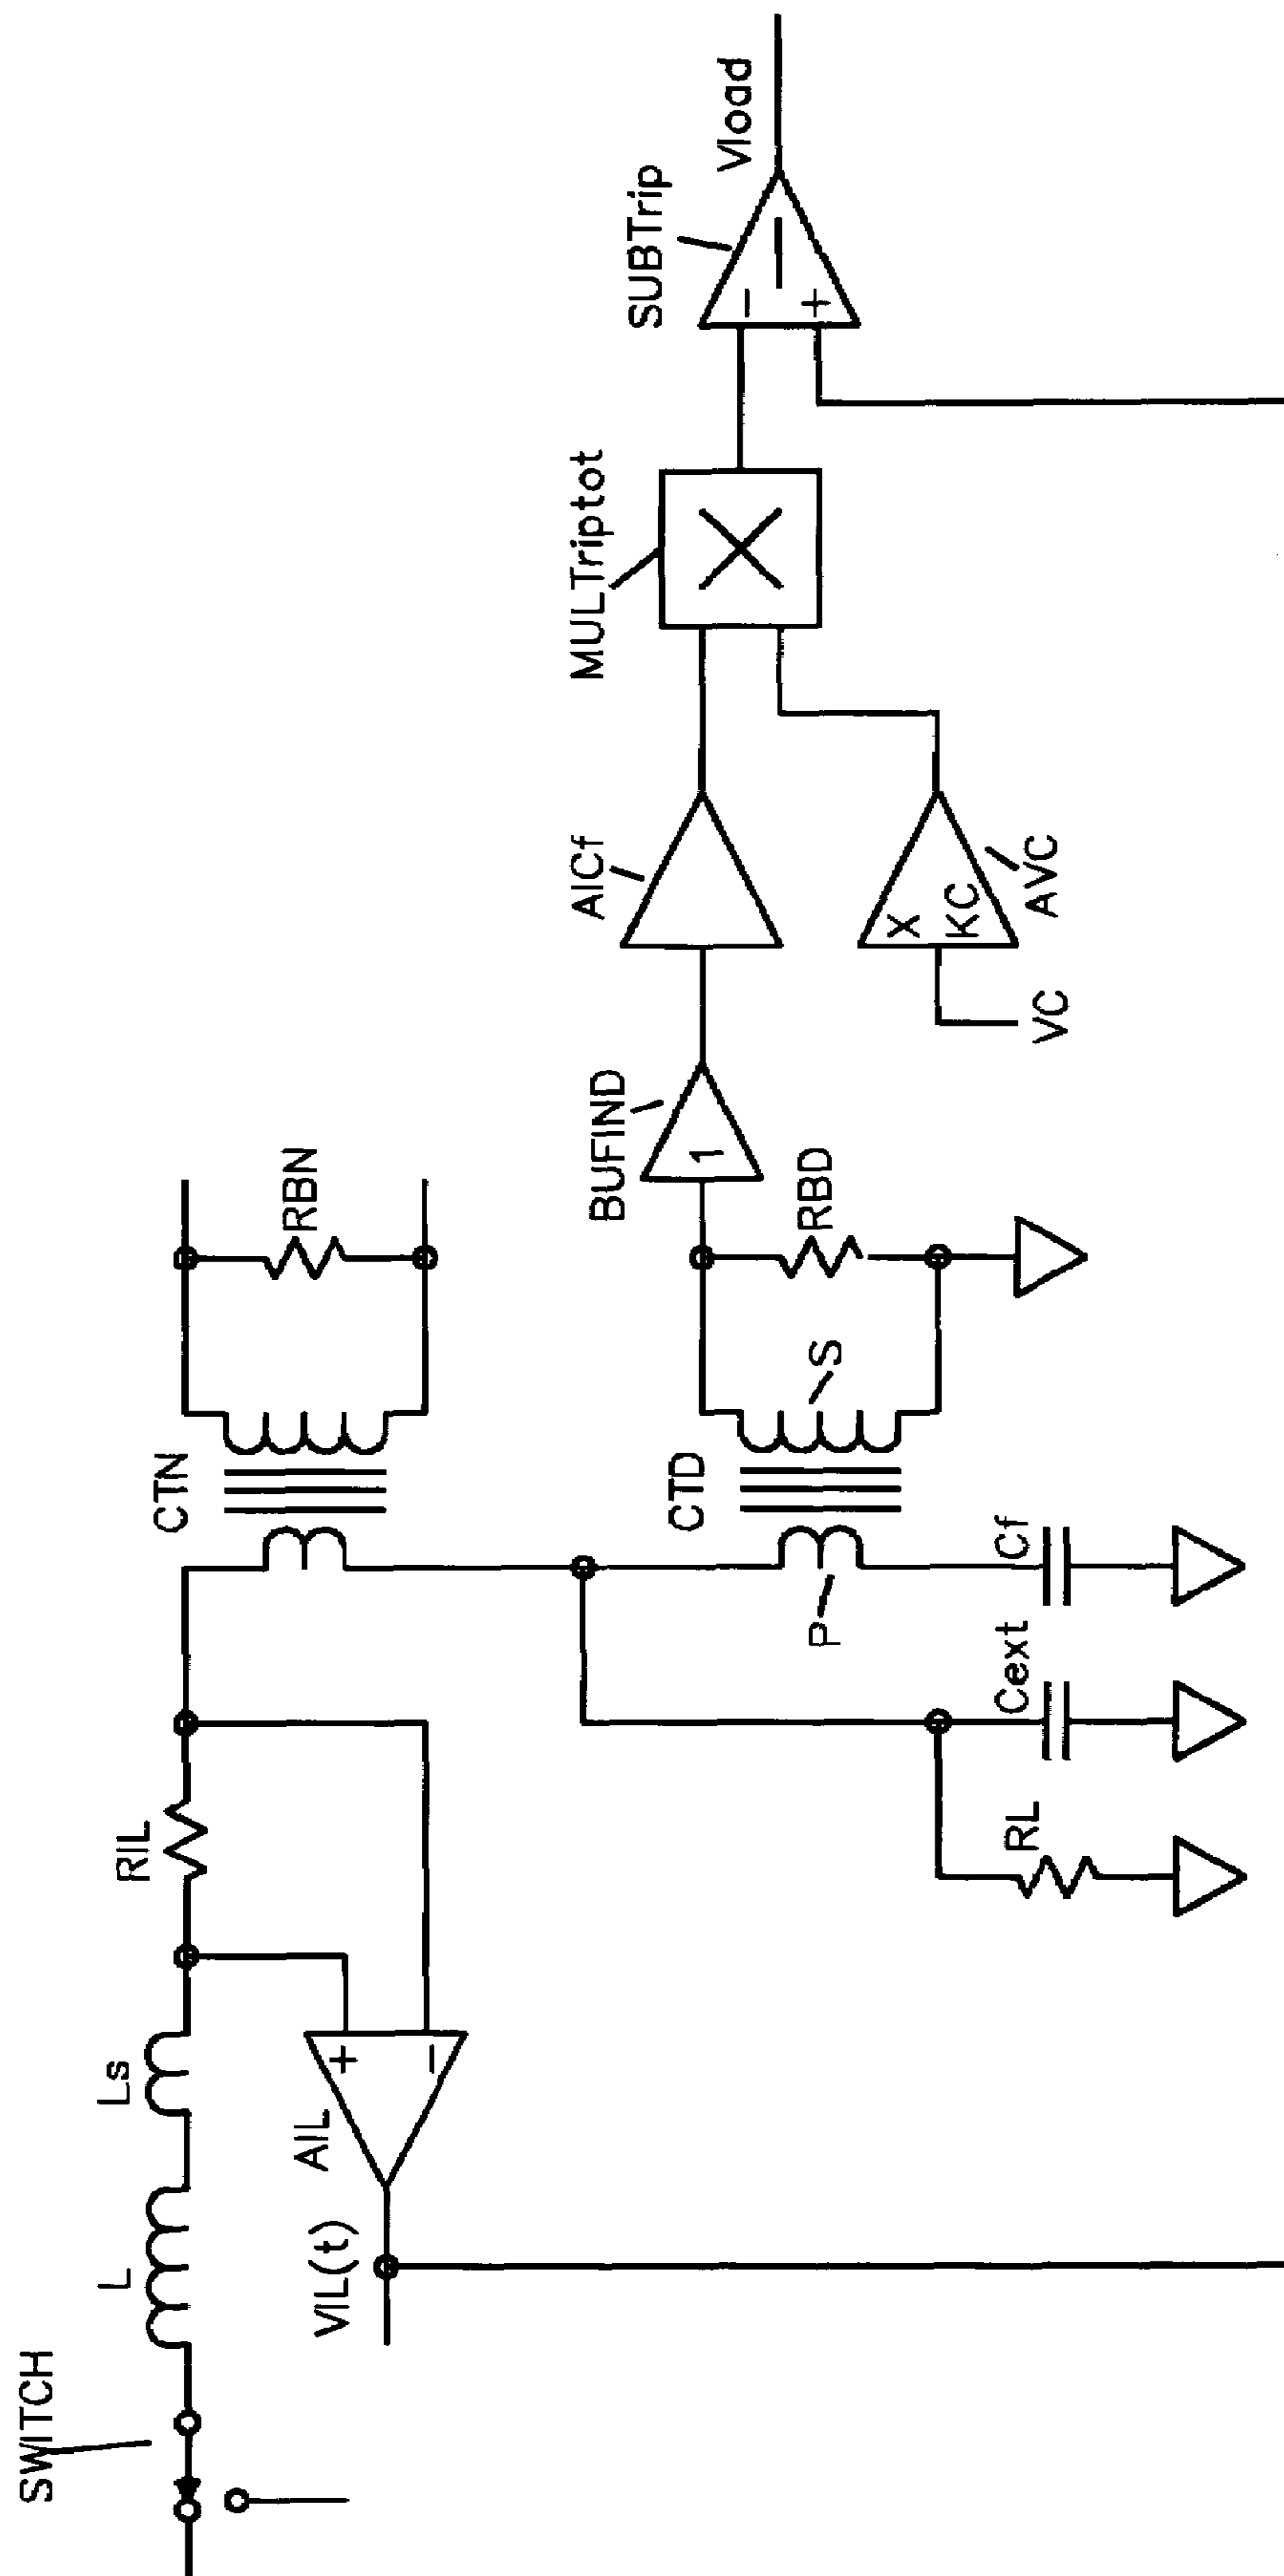 SWITCH
L
Ls
RIL
CTN
RBN
VIL(t)
AIL
+
−
RL
Cext
Cf
P
CTD
S
RBD
BUFIND
1
AICf
VC
X
KC
AVC
MULTriptot
SUBTrip
−
+
Vload